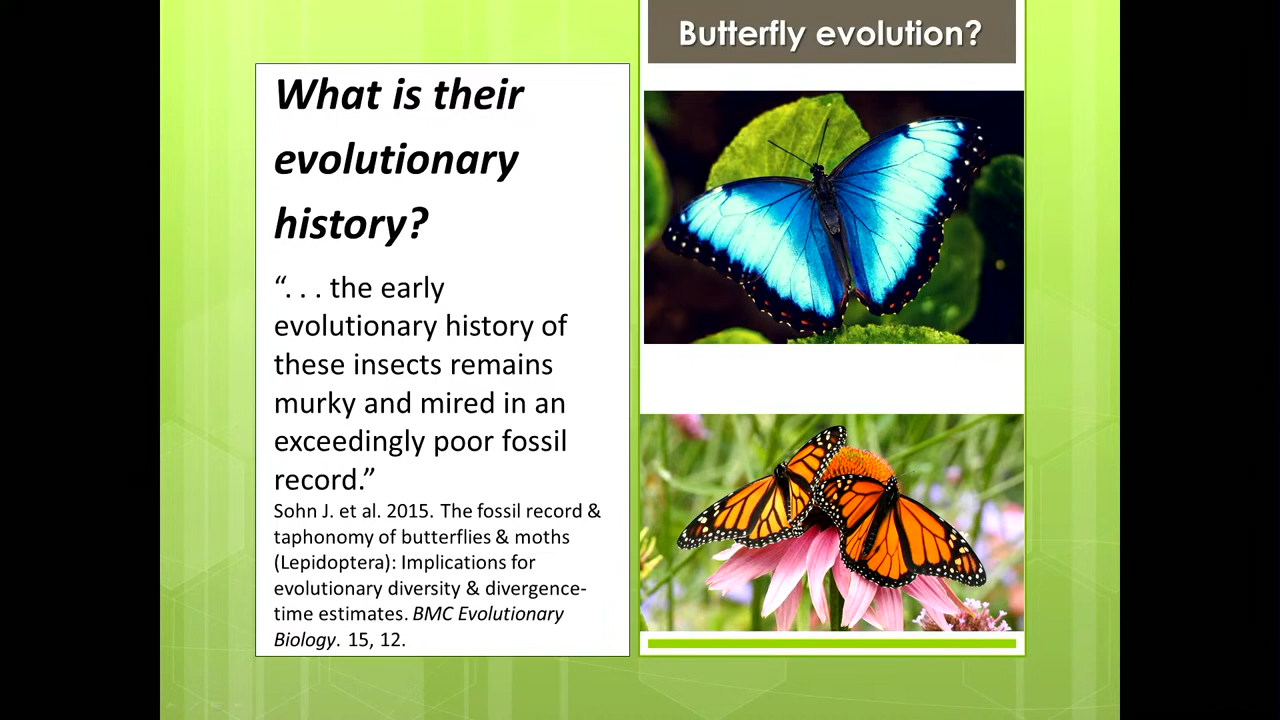 Butterfly evolution?
What is their
evolutionary
history?
“. . . the early
evolutionary history of
these insects remains
murky and mired in an
exceedingly poor fossil
record.”
Sohn J. et al. 2015. The fossil record &
taphonomy of butterflies & moths
(Lepidoptera): Implications for
evolutionary diversity & divergence-
time estimates. BMC Evolutionary
Biology. 15, 12.